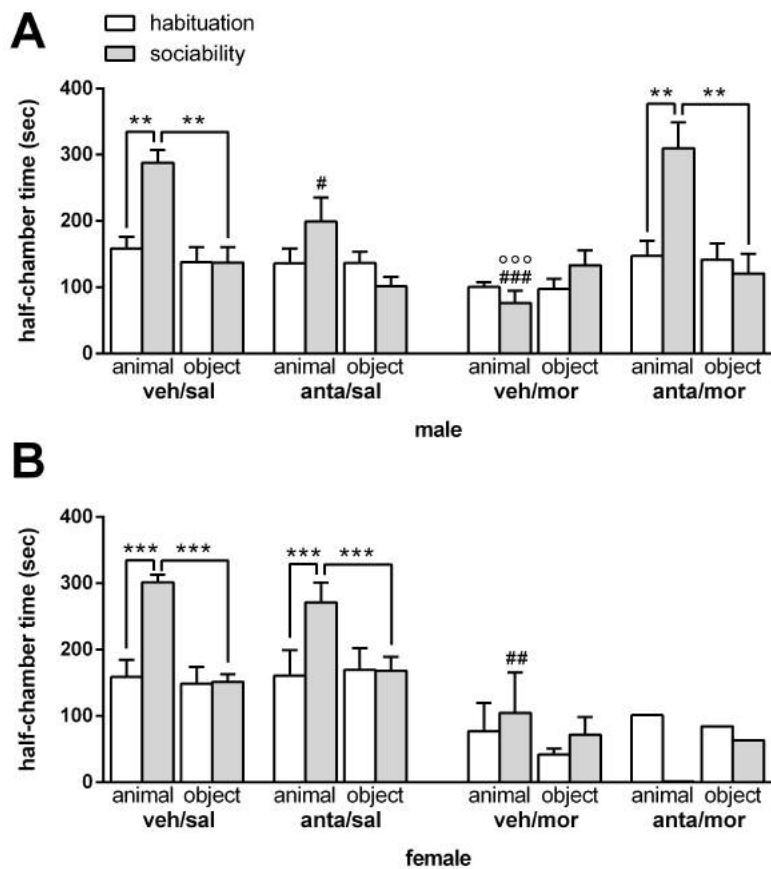 A
habituation
sociability
half-chamber time (sec)
400
300
200
100
0
** **
#
°°°
###
** **
animal object animal object animal object animal object
veh/sal anta/sal veh/mor anta/mor
male
B
half-chamber time (sec)
400
300
200
100
0
*** ***
*** ***
##
animal object animal object animal object animal object
veh/sal anta/sal veh/mor anta/mor
female